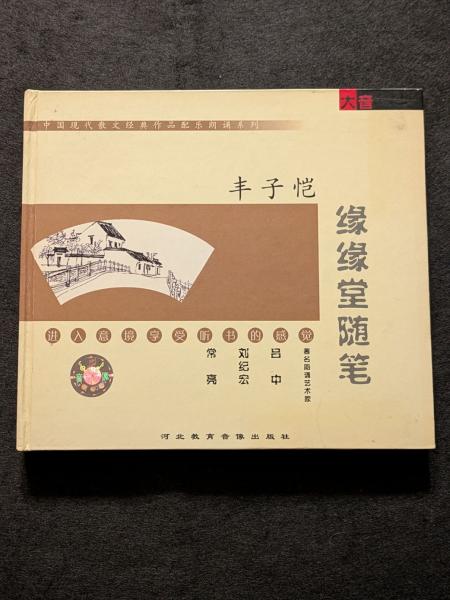 大音
中国现代散文经典作品配乐朗诵系列
丰子恺
缘缘堂随笔
进入意境享受听书的感觉
著名朗诵艺术家
吕中
刘纪宏
常亮
河北教育音像出版社